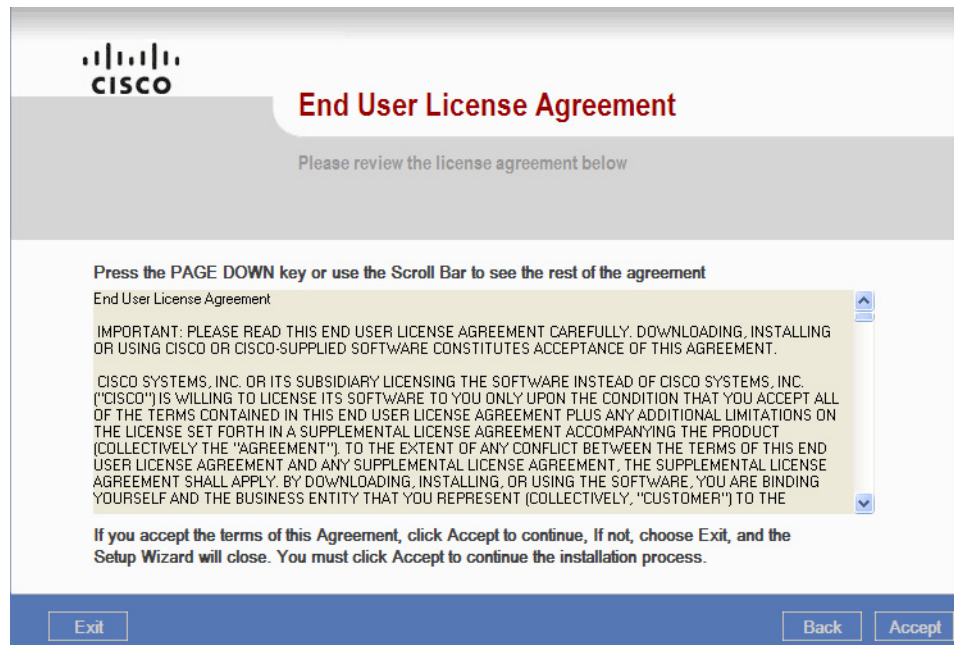 CISCO
End User License Agreement
Please review the license agreement below
Press the PAGE DOWN key or use the Scroll Bar to see the rest of the agreement
End User License Agreement
IMPORTANT: PLEASE READ THIS END USER LICENSE AGREEMENT CAREFULLY. DOWNLOADING, INSTALLING
OR USING CISCO OR CISCO-SUPPLIED SOFTWARE CONSTITUTES ACCEPTANCE OF THIS AGREEMENT.
CISCO SYSTEMS, INC. OR ITS SUBSIDIARY LICENSING THE SOFTWARE INSTEAD OF CISCO SYSTEMS, INC.
("CISCO") IS WILLING TO LICENSE ITS SOFTWARE TO YOU ONLY UPON THE CONDITION THAT YOU ACCEPT ALL
OF THE TERMS CONTAINED IN THIS END USER LICENSE AGREEMENT PLUS ANY ADDITIONAL LIMITATIONS ON
THE LICENSE SET FORTH IN A SUPPLEMENTAL LICENSE AGREEMENT ACCOMPANYING THE PRODUCT
(COLLECTIVELY THE "AGREEMENT"). TO THE EXTENT OF ANY CONFLICT BETWEEN THE TERMS OF THIS END
USER LICENSE AGREEMENT AND ANY SUPPLEMENTAL LICENSE AGREEMENT, THE SUPPLEMENTAL LICENSE
AGREEMENT SHALL APPLY. BY DOWNLOADING, INSTALLING, OR USING THE SOFTWARE, YOU ARE BINDING
YOURSELF AND THE BUSINESS ENTITY THAT YOU REPRESENT (COLLECTIVELY, "CUSTOMER") TO THE
If you accept the terms of this Agreement, click Accept to continue, If not, choose Exit, and the
Setup Wizard will close. You must click Accept to continue the installation process.
Exit
Back
Accept